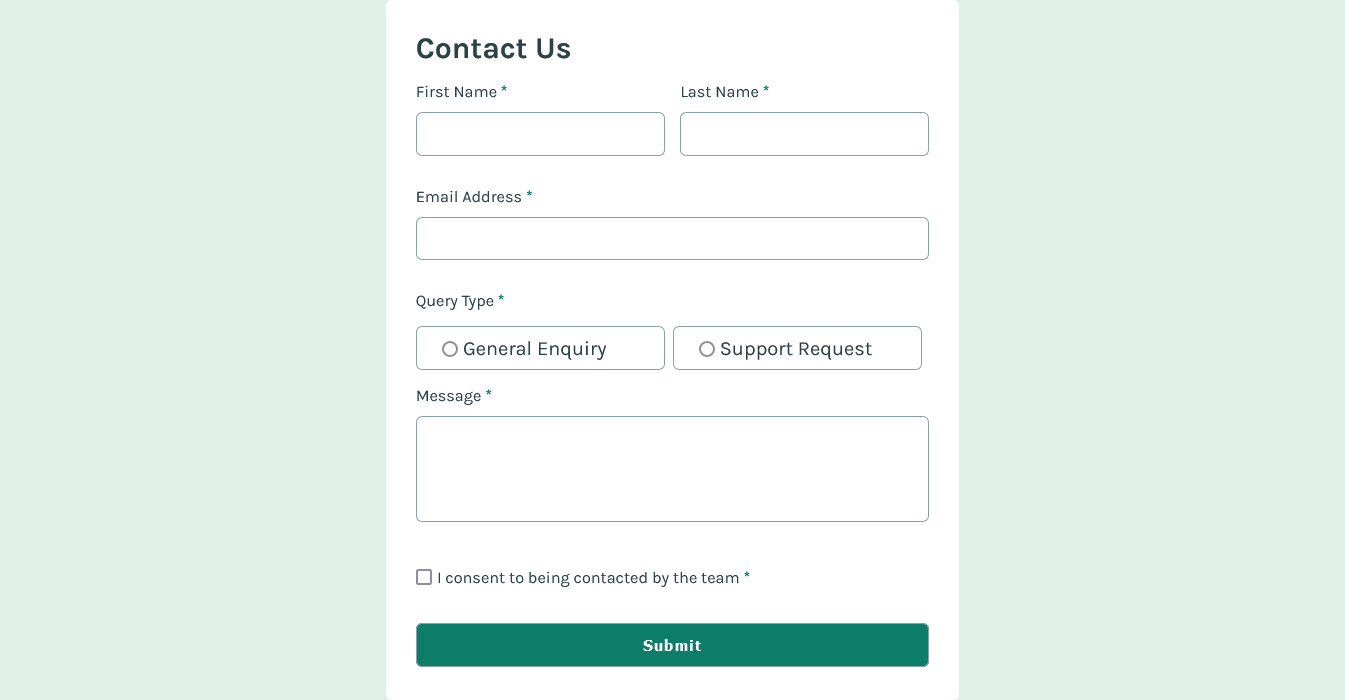 Contact Us
First Name * Last Name *
Email Address *
Query Type *
General Enquiry Support Request
Message *
I consent to being contacted by the team *
Submit